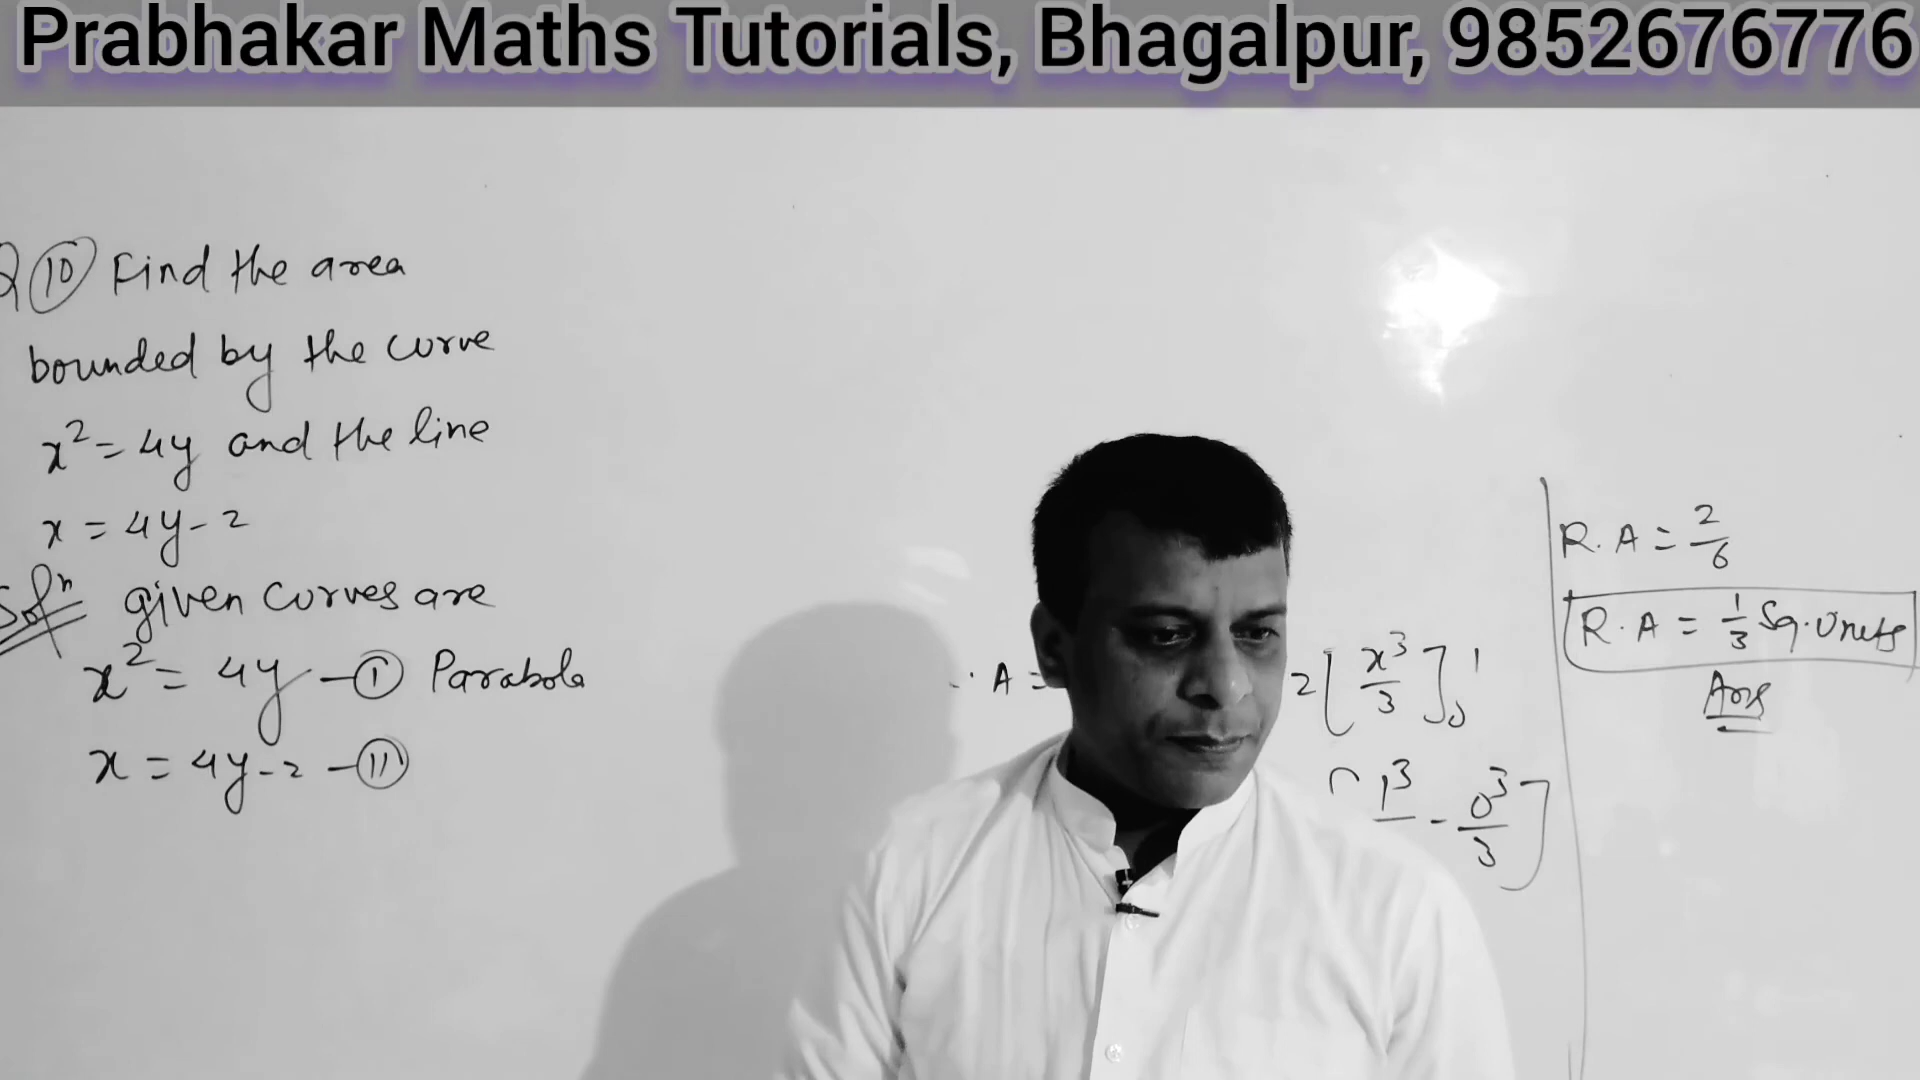 Prabhakar Maths Tutorials, Bhagalpur, 9852676776
Q ⑩ Find the area
bounded by the curve
x² = 4y and the line
x = 4y - 2
Solⁿ given curves are
x² = 4y — Ⓘ Parabola
x = 4y - 2 — ⑪
∴ A =
2 [x³/3]₀¹
[1³ - 0³/3]
R. A = 2/6
R. A = 1/3 Sq. Units
Ans